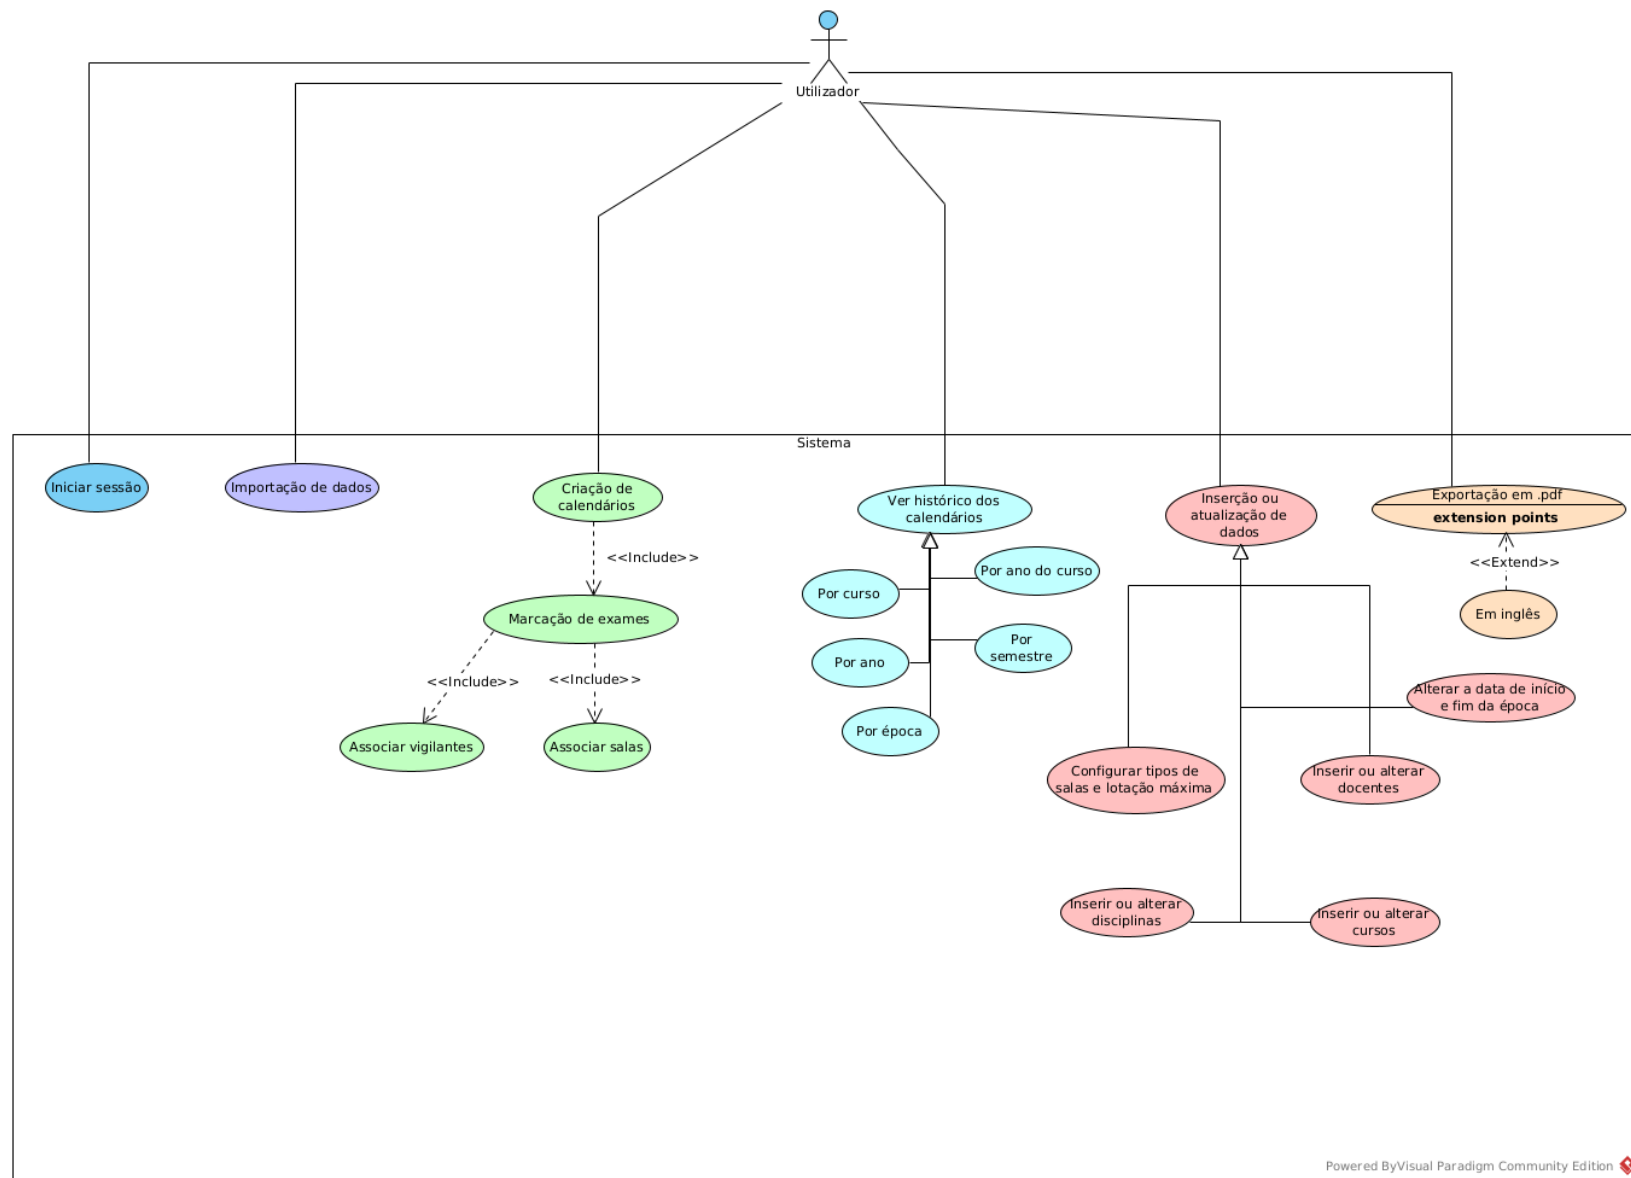 Utilizador
Sistema
Iniciar sessão
Importação de dados
Criação de
calendários
Ver histórico dos
calendários
Inserção ou
atualização de
dados
Exportação em .pdf
extension points
<<Include>>
<<Extend>>
Por ano do curso
Por curso
Em inglês
Marcação de exames
Por
semestre
Por ano
<<Include>>
<<Include>>
Alterar a data de início
e fim da época
Por época
Associar vigilantes
Associar salas
Configurar tipos de
salas e lotação máxima
Inserir ou alterar
docentes
Inserir ou alterar
disciplinas
Inserir ou alterar
cursos
Powered ByVisual Paradigm Community Edition